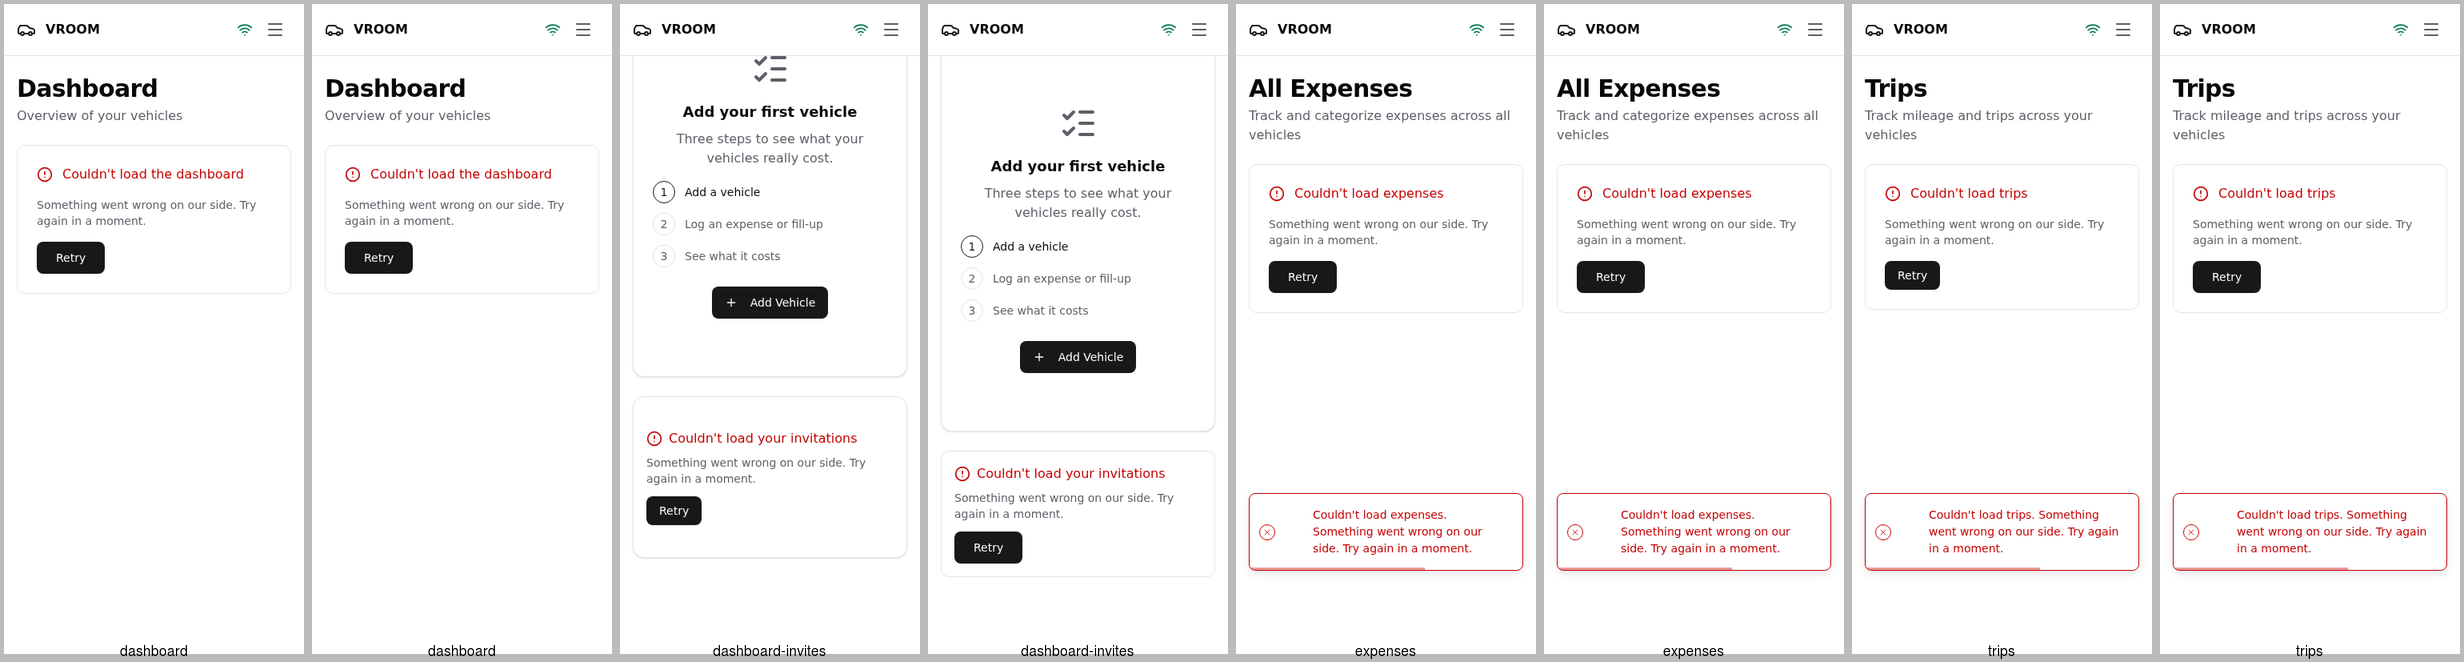 VROOM
Dashboard
Overview of your vehicles
Couldn't load the dashboard
Something went wrong on our side. Try
again in a moment.
Retry
dashboard
VROOM
Dashboard
Overview of your vehicles
Couldn't load the dashboard
Something went wrong on our side. Try
again in a moment.
Retry
dashboard
VROOM
Add your first vehicle
Three steps to see what your
vehicles really cost.
1 Add a vehicle
2 Log an expense or fill-up
3 See what it costs
+ Add Vehicle
Couldn't load your invitations
Something went wrong on our side. Try
again in a moment.
Retry
dashboard-invites
VROOM
Add your first vehicle
Three steps to see what your
vehicles really cost.
1 Add a vehicle
2 Log an expense or fill-up
3 See what it costs
+ Add Vehicle
Couldn't load your invitations
Something went wrong on our side. Try
again in a moment.
Retry
dashboard-invites
VROOM
All Expenses
Track and categorize expenses across all
vehicles
Couldn't load expenses
Something went wrong on our side. Try
again in a moment.
Retry
Couldn't load expenses.
Something went wrong on our
side. Try again in a moment.
expenses
VROOM
All Expenses
Track and categorize expenses across all
vehicles
Couldn't load expenses
Something went wrong on our side. Try
again in a moment.
Retry
Couldn't load expenses.
Something went wrong on our
side. Try again in a moment.
expenses
VROOM
Trips
Track mileage and trips across your
vehicles
Couldn't load trips
Something went wrong on our side. Try
again in a moment.
Retry
Couldn't load trips. Something
went wrong on our side. Try again
in a moment.
trips
VROOM
Trips
Track mileage and trips across your
vehicles
Couldn't load trips
Something went wrong on our side. Try
again in a moment.
Retry
Couldn't load trips. Something
went wrong on our side. Try again
in a moment.
trips